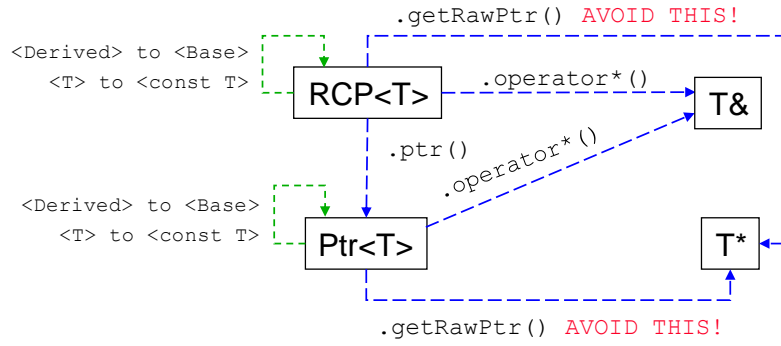 .getRawPtr() AVOID THIS!
<Derived> to <Base>
<T> to <const T>
RCP<T>
.operator*()
T&
.ptr()
.operator*()
<Derived> to <Base>
<T> to <const T>
Ptr<T>
T*
.getRawPtr() AVOID THIS!